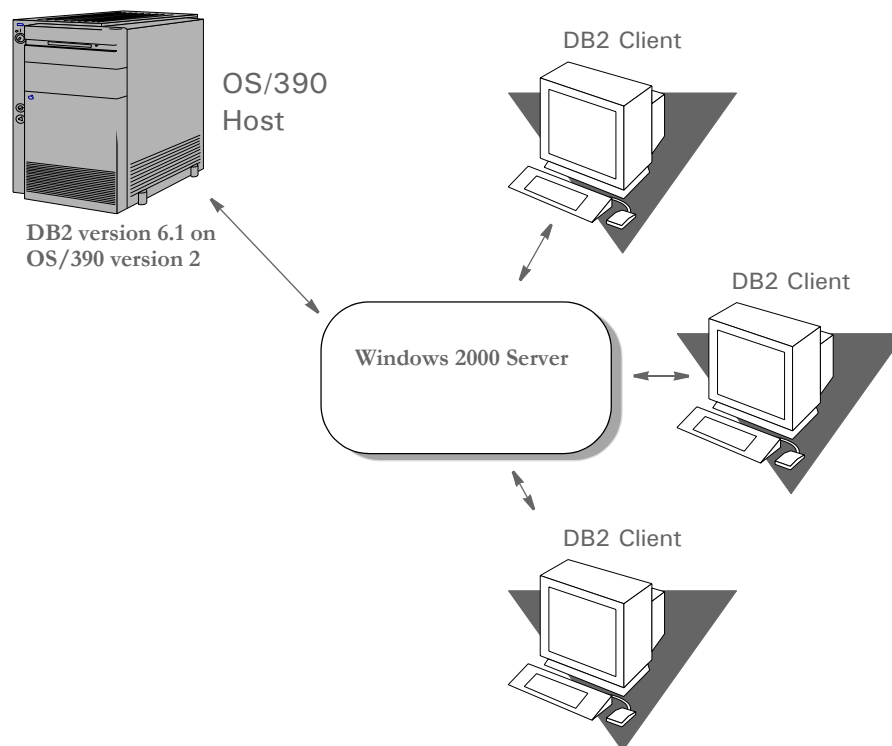 OS/390
Host
DB2 version 6.1 on
OS/390 version 2
DB2 Client
DB2 Client
Windows 2000 Server
DB2 Client